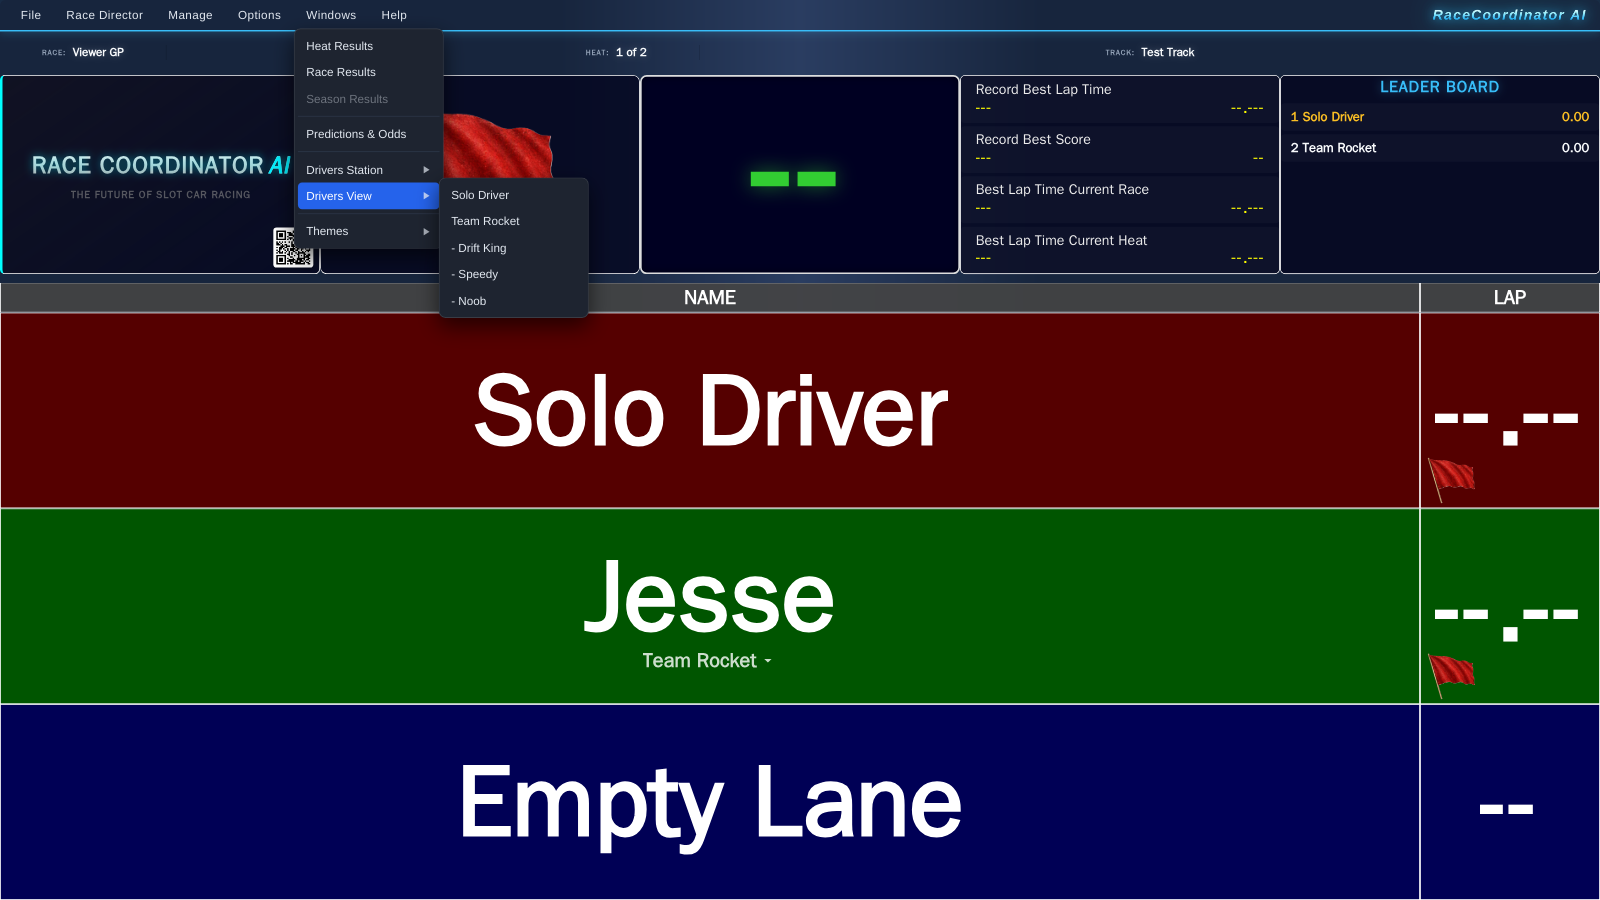 File Race Director Manage Options Windows Help RaceCoordinator AI
RACE: Viewer GP HEAT: 1 of 2 TRACK: Test Track
Heat Results
Race Results
Season Results
Predictions & Odds
Drivers Station
Drivers View
Themes
Solo Driver
Team Rocket
- Drift King
- Speedy
- Noob
RACE COORDINATOR AI
THE FUTURE OF SLOT CAR RACING
-- 
Record Best Lap Time
--- --.---
Record Best Score
--- --
Best Lap Time Current Race
--- --.---
Best Lap Time Current Heat
--- --.---
LEADER BOARD
1 Solo Driver 0.00
2 Team Rocket 0.00
NAME LAP
Solo Driver --.--
Jesse --.--
Team Rocket
Empty Lane --